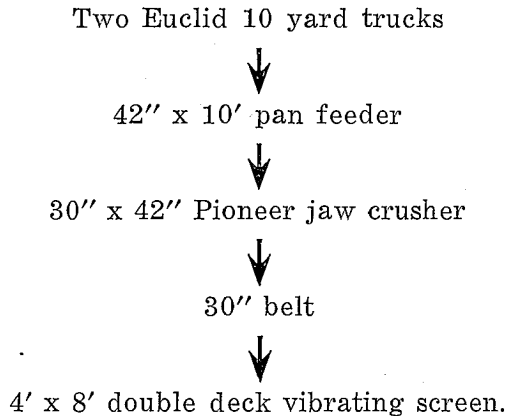 Two Euclid 10 yard trucks
42″ x 10′ pan feeder
30″ x 42″ Pioneer jaw crusher
30″ belt
4′ x 8′ double deck vibrating screen.